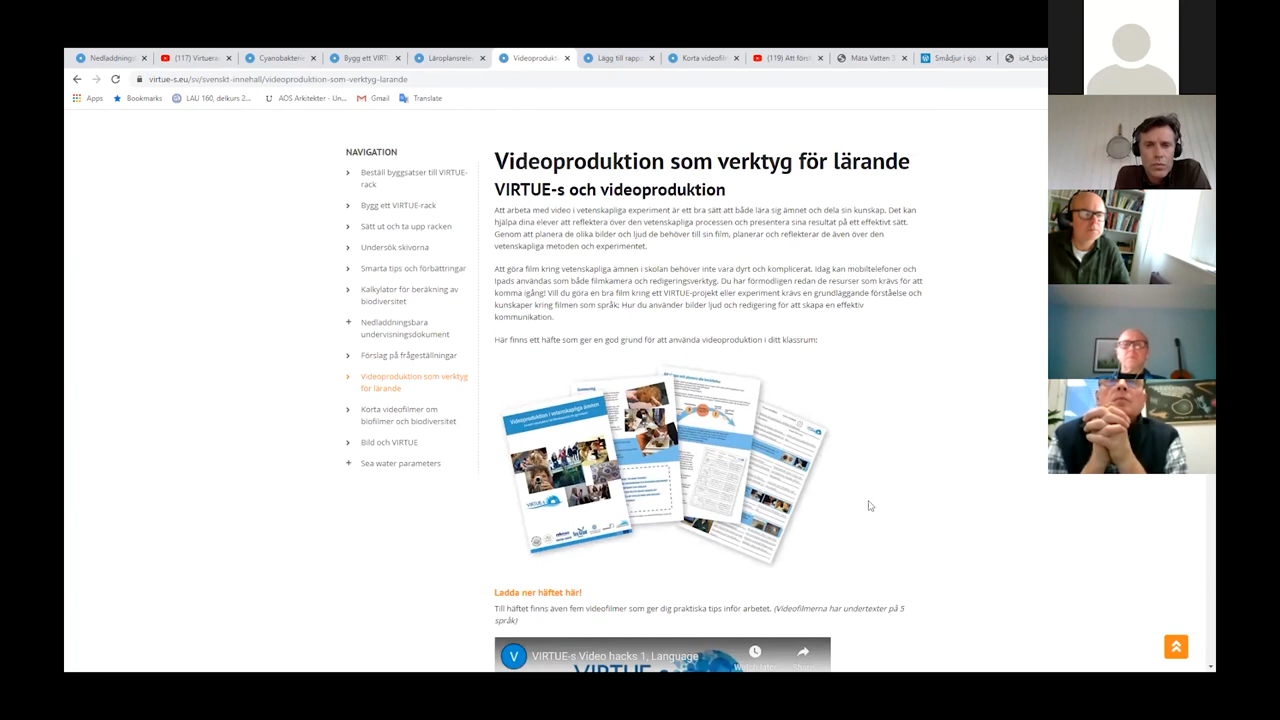 Nedladdnings
(117) Virtuera
Cyanobakterie
Bygg ett VIRT
Läroplansrele
Videoprodukt
Lägg till rapp
Korta videofil
(119) Att först
Mäta Vatten 3
Smådjur i sjö
io4_book
virtue-s.eu/sv/svenskt-innehall/videoproduktion-som-verktyg-larande
Apps
Bookmarks
LAU 160, delkurs 2...
AOS Arkitekter - Un...
Gmail
Translate
NAVIGATION
Beställ byggsatser till VIRTUE-
rack
Bygg ett VIRTUE-rack
Sätt ut och ta upp racken
Undersök skivorna
Smarta tips och förbättringar
Kalkylator för beräkning av
biodiversitet
Nedladdningsbara
undervisningsdokument
Förslag på frågeställningar
Videoproduktion som verktyg
för lärande
Korta videofilmer om
biofilmer och biodiversitet
Bild och VIRTUE
Sea water parameters
Videoproduktion som verktyg för lärande
VIRTUE-s och videoproduktion
Att arbeta med video i vetenskapliga experiment är ett bra sätt att både lära sig ämnet och dela sin kunskap. Det kan
hjälpa dina elever att reflektera över den vetenskapliga processen och presentera sina resultat på ett effektivt sätt.
Genom att planera de olika bilder och ljud de behöver till sin film, planerar och reflekterar de även över den
vetenskapliga metoden och experimentet.
Att göra film kring vetenskapliga ämnen i skolan behöver inte vara dyrt och komplicerat. Idag kan mobiltelefoner och
Ipads användas som både filmkamera och redigeringsverktyg. Du har förmodligen redan de resurser som krävs för att
komma igång! Vill du göra en bra film kring ett VIRTUE-projekt eller experiment krävs en grundläggande förståelse och
kunskaper kring filmen som språk; Hur du använder bilder ljud och redigering för att skapa en effektiv
kommunikation.
Här finns ett häfte som ger en god grund för att använda videoproduktion i ditt klassrum:
Videoproduktion i vetenskapliga ämnen
VIRTUE-S
Ladda ner häftet här!
Till häftet finns även fem videofilmer som ger dig praktiska tips inför arbetet. (Videofilmerna har undertexter på 5
språk)
V
VIRTUE-s Video hacks 1, Language
Watch later
Share
VIRTUE-s